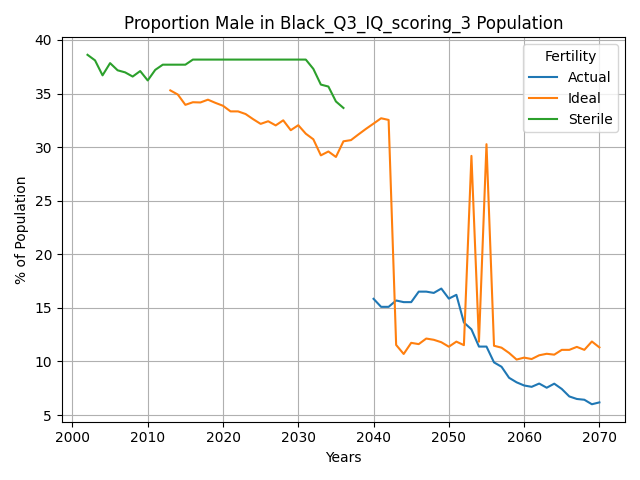 Proportion Male in Black_Q3_IQ_scoring_3 Population
40
35
30
25
20
15
10
5
% of Population
Fertility
Actual
Ideal
Sterile
2000 2010 2020 2030 2040 2050 2060 2070
Years